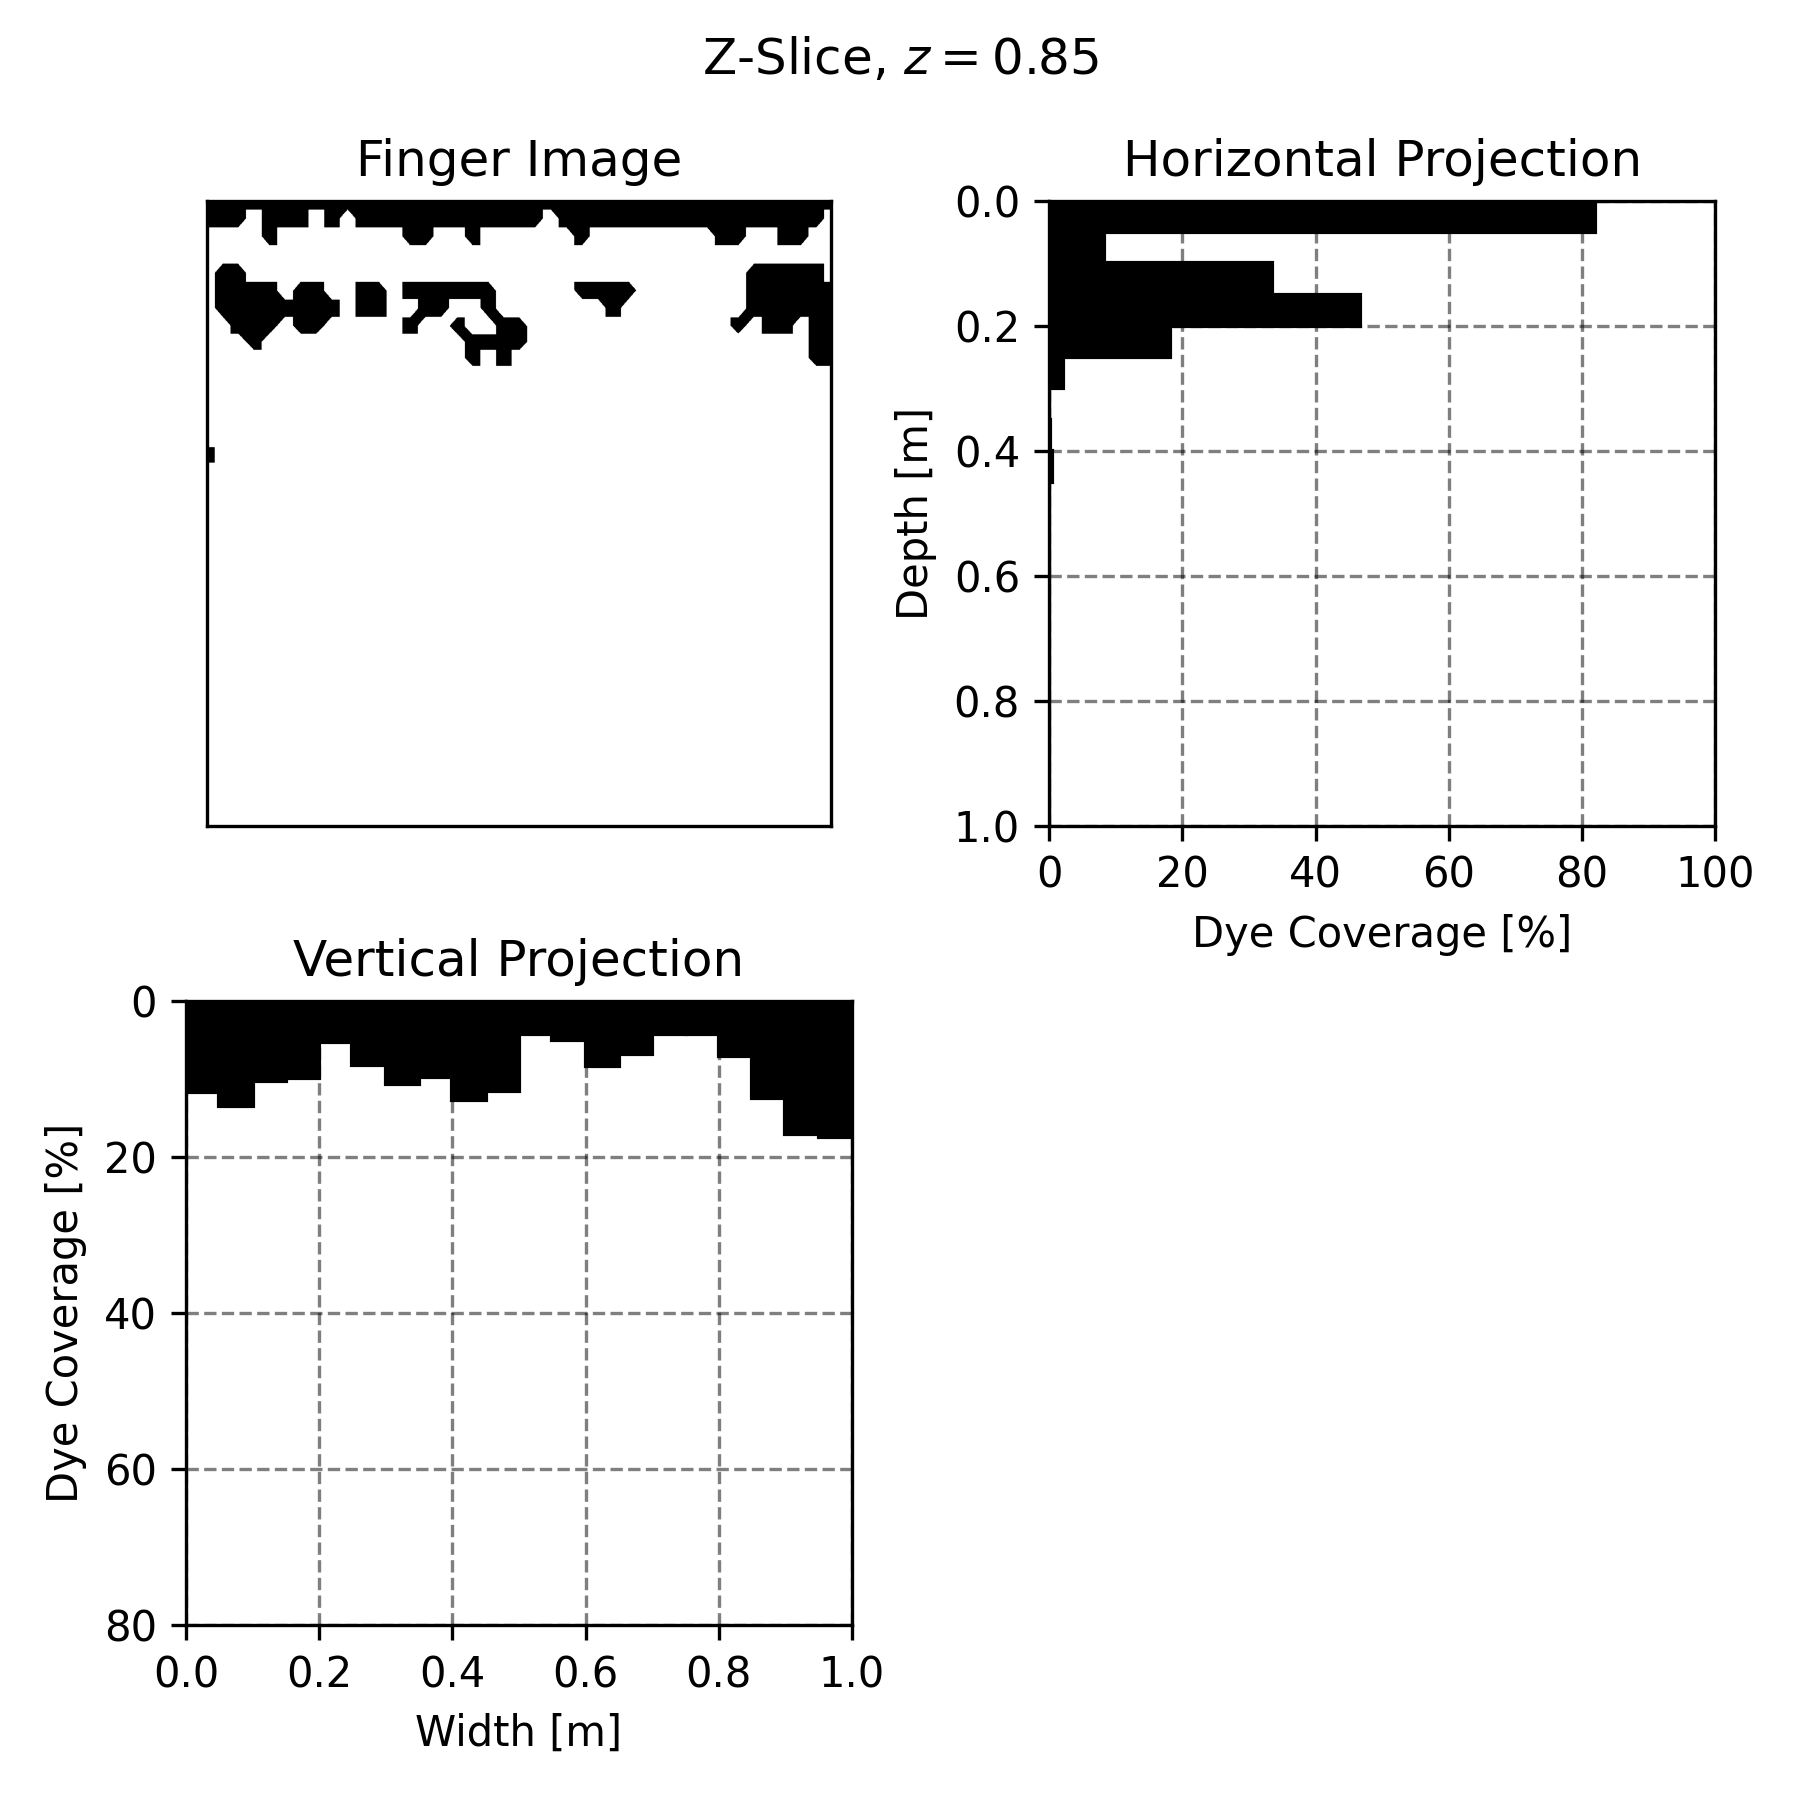 Z-Slice, z = 0.85
Finger Image
Horizontal Projection
0.0
0.2
0.4
0.6
0.8
1.0
Depth [m]
0 20 40 60 80 100
Dye Coverage [%]
Vertical Projection
0
20
40
60
80
Dye Coverage [%]
0.0 0.2 0.4 0.6 0.8 1.0
Width [m]